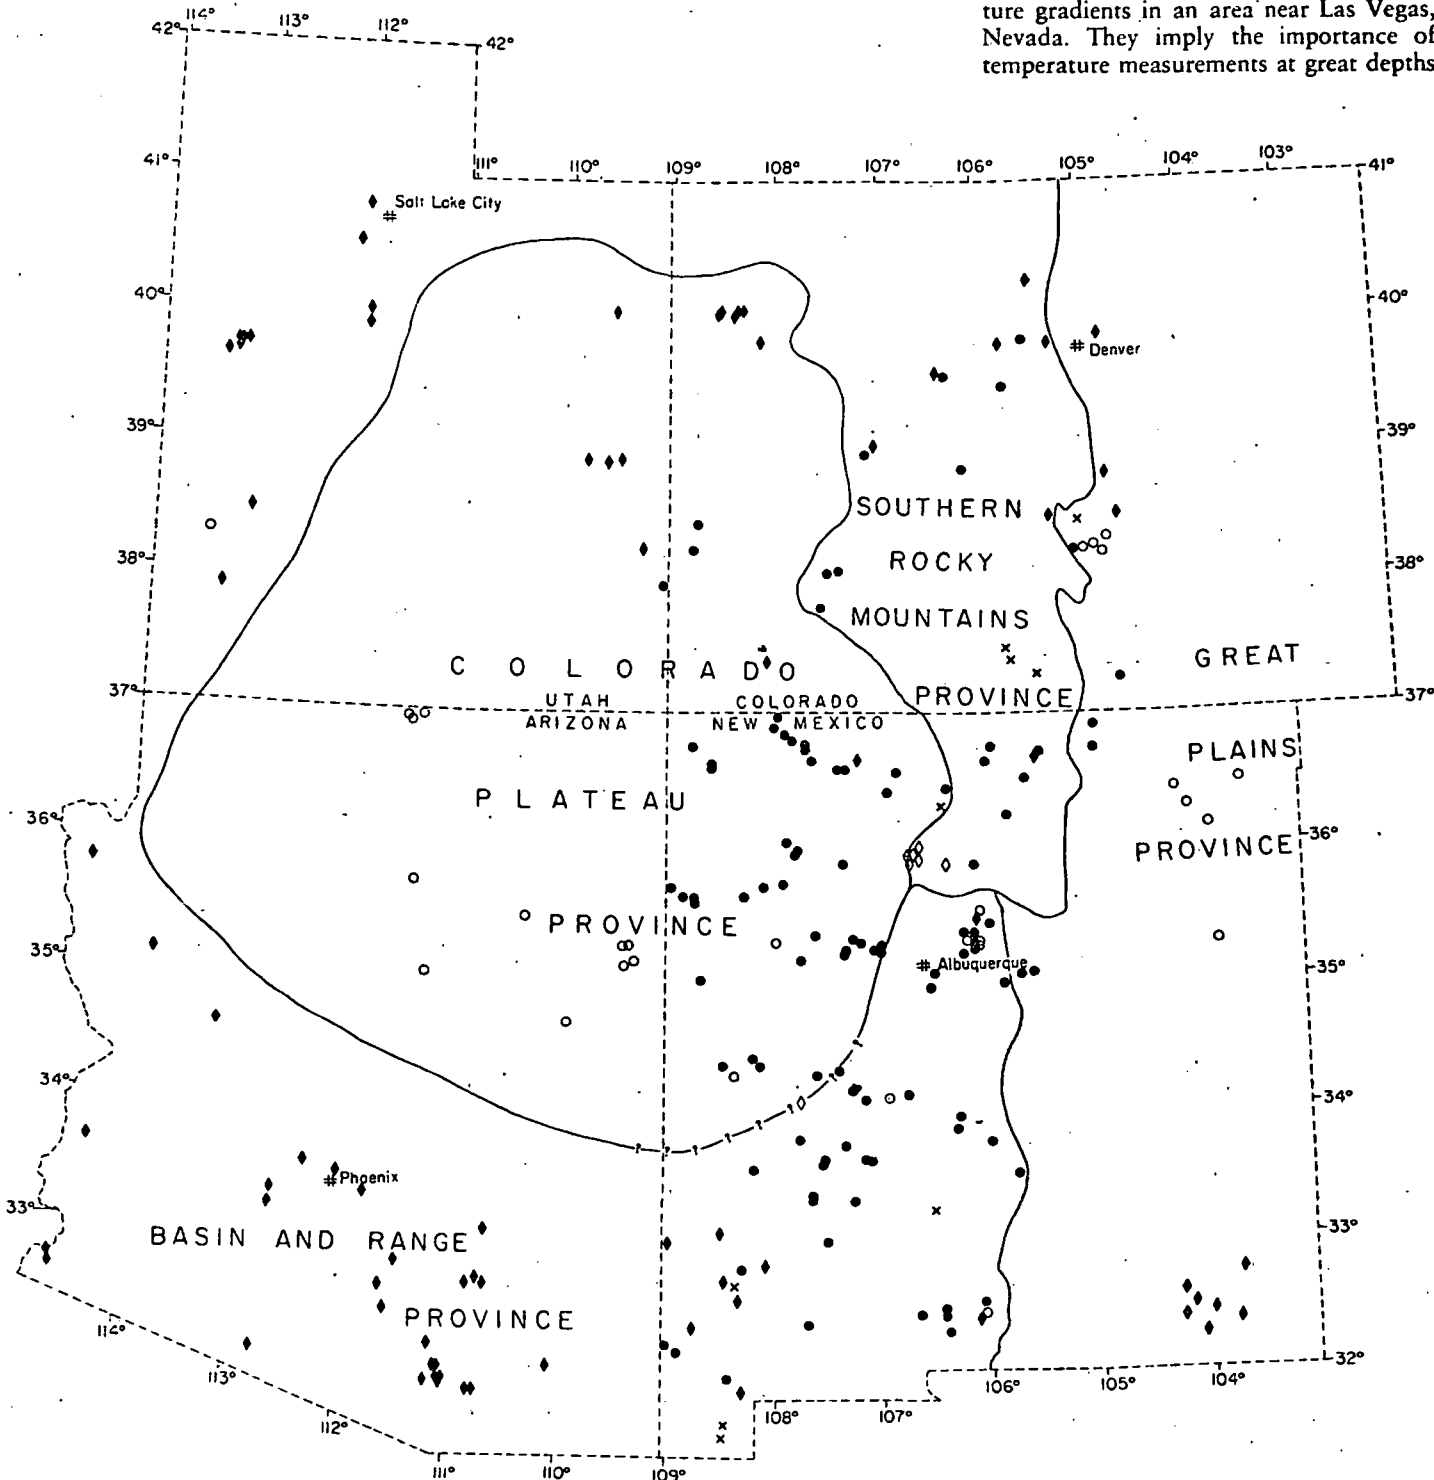 ture gradients in an area near Las Vegas,
Nevada. They imply the importance of
temperature measurements at great depths
114° 113° 112°
42° 42°
41° 111° 110° 109° 108° 107° 106° 105° 104° 103° 41°
Salt Lake City
40° 40°
Denver
39° 39°
SOUTHERN
38° ROCKY 38°
MOUNTAINS
COLORADO GREAT
37° UTAH COLORADO PROVINCE 37°
ARIZONA NEW MEXICO
PLAINS
PLATEAU
36° 36°
PROVINCE
PROVINCE
35° Albuquerque 35°
34° 34°
? ? ? ? ? ? ? ?
Phoenix
33° 33°
BASIN AND RANGE
PROVINCE
114° 32°
113° 106° 105° 104°
112° 108° 107°
111° 110° 109°